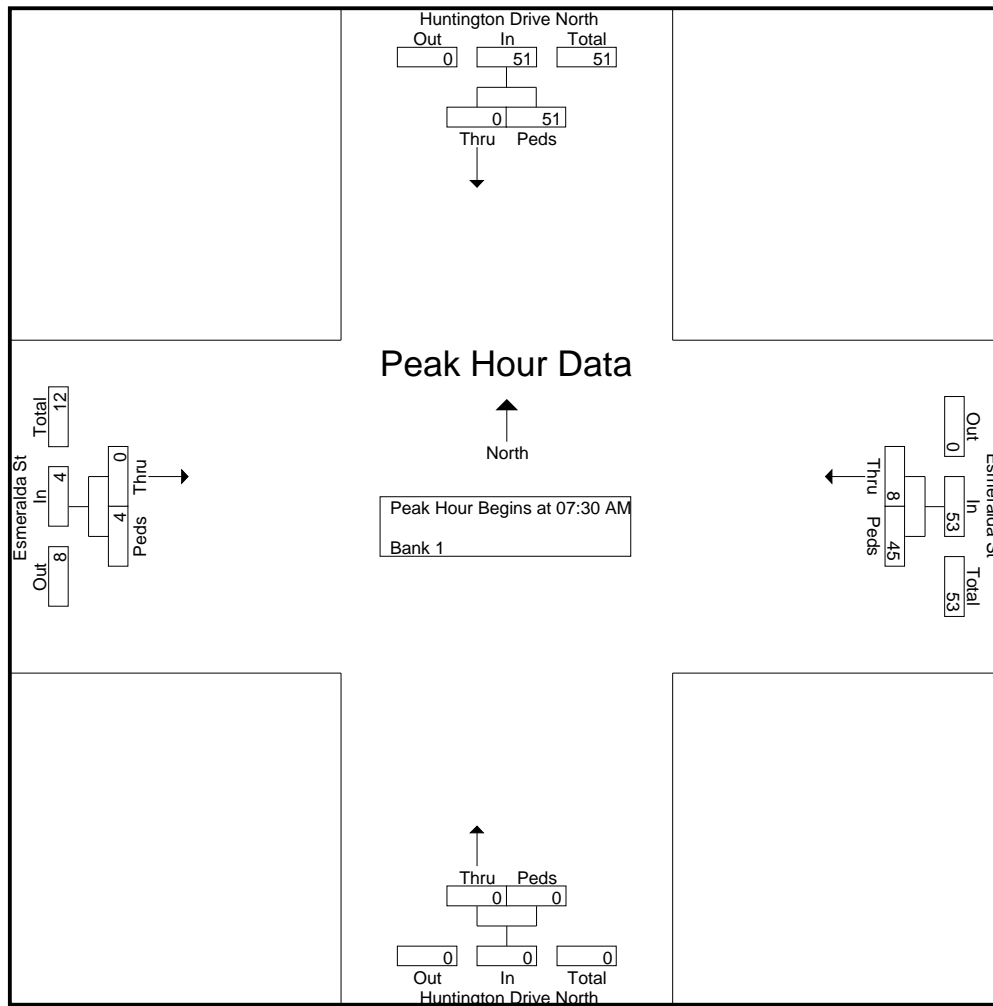 Huntington Drive North
Out In Total
0 51 51
0 51
Thru Peds
Peak Hour Data
North
Peak Hour Begins at 07:30 AM
Bank 1
Esmeralda St
Out In Total
8 4 12
Peds Thru
4 0
Esmeralda St
Out In Total
0 53 53
8 45
Thru Peds
Thru Peds
0 0
0 0 0
Out In Total
Huntington Drive North